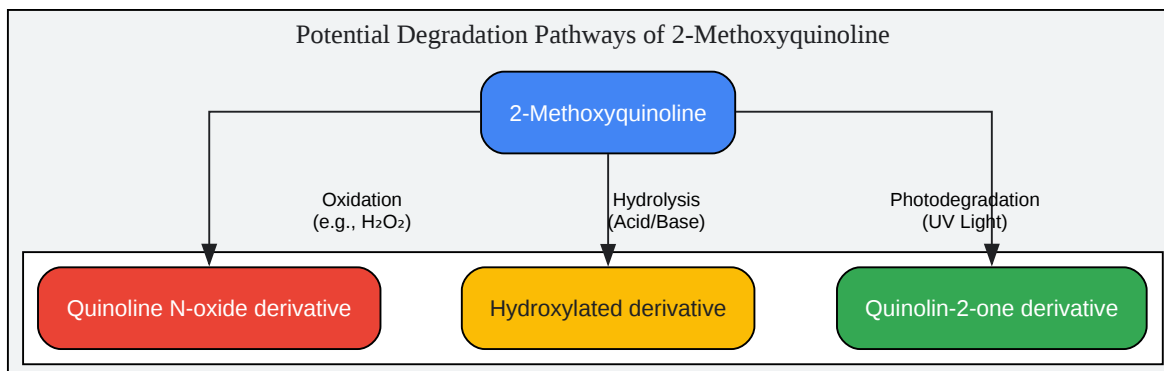 Potential Degradation Pathways of 2-Methoxyquinoline
2-Methoxyquinoline
Oxidation
(e.g., H₂O₂)
Hydrolysis
(Acid/Base)
Photodegradation
(UV Light)
Quinoline N-oxide derivative
Hydroxylated derivative
Quinolin-2-one derivative